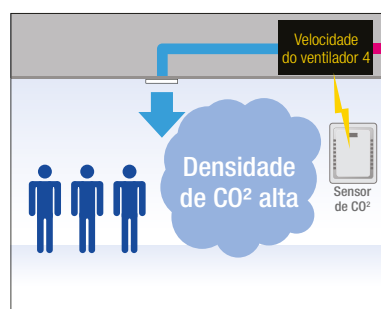 Velocidade
do ventilador 4
Densidade
de CO² alta
Sensor
de CO²